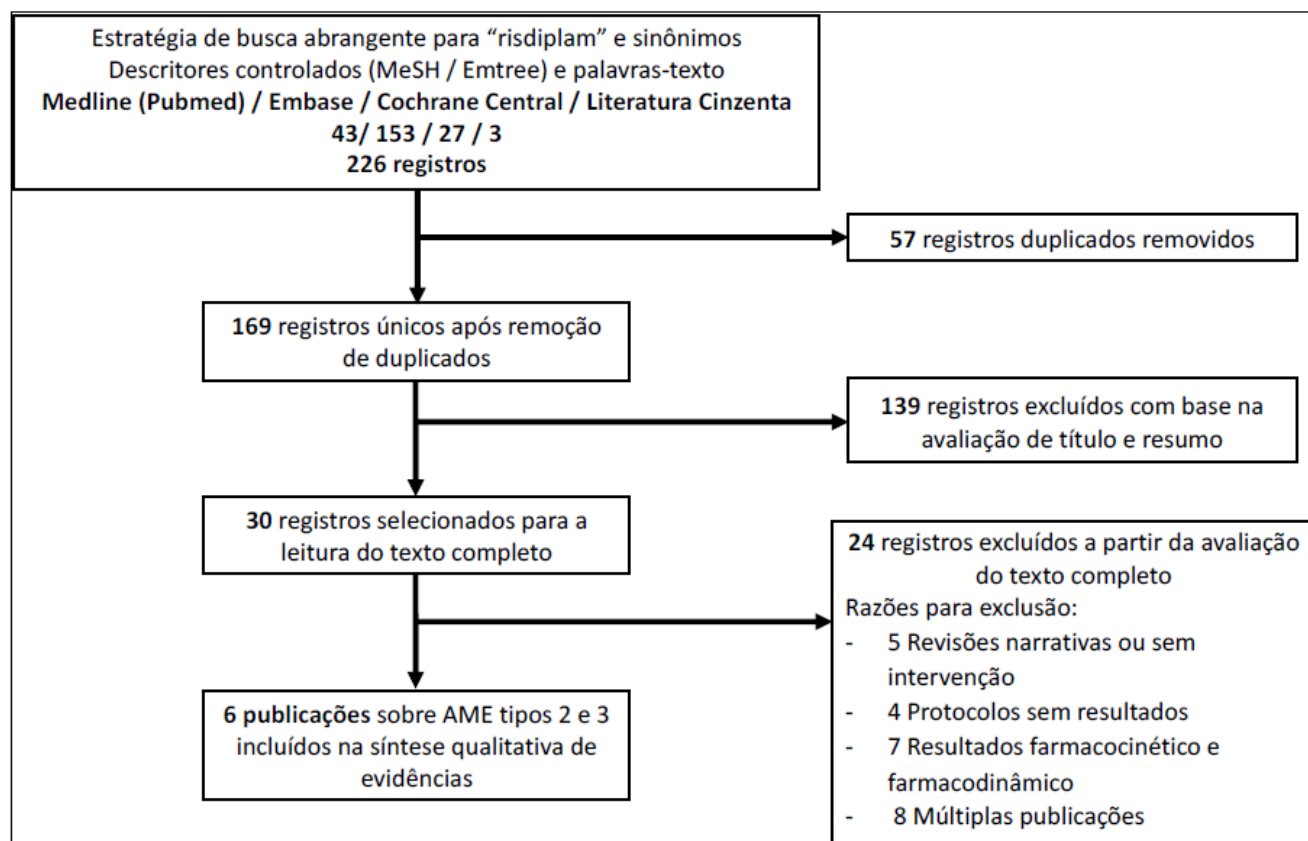 Estratégia de busca abrangente para “risdiplam” e sinônimos
Descritores controlados (MeSH / Emtree) e palavras-texto
Medline (Pubmed) / Embase / Cochrane Central / Literatura Cinzenta
43/ 153 / 27 / 3
226 registros
57 registros duplicados removidos
169 registros únicos após remoção
de duplicados
139 registros excluídos com base na
avaliação de título e resumo
30 registros selecionados para a
leitura do texto completo
24 registros excluídos a partir da avaliação
do texto completo
Razões para exclusão:
- 5 Revisões narrativas ou sem
intervenção
- 4 Protocolos sem resultados
- 7 Resultados farmacocinético e
farmacodinâmico
- 8 Múltiplas publicações
6 publicações sobre AME tipos 2 e 3
incluídos na síntese qualitativa de
evidências